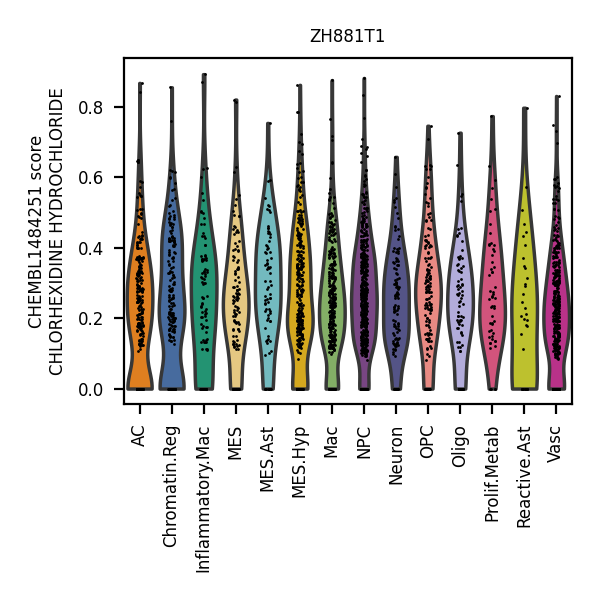 ZH881T1
CHEMBL1484251 score
CHLORHEXIDINE HYDROCHLORIDE
0.8
0.6
0.4
0.2
0.0
AC
Chromatin.Reg
Inflammatory.Mac
MES
MES.Ast
MES.Hyp
Mac
NPC
Neuron
OPC
Oligo
Prolif.Metab
Reactive.Ast
Vasc